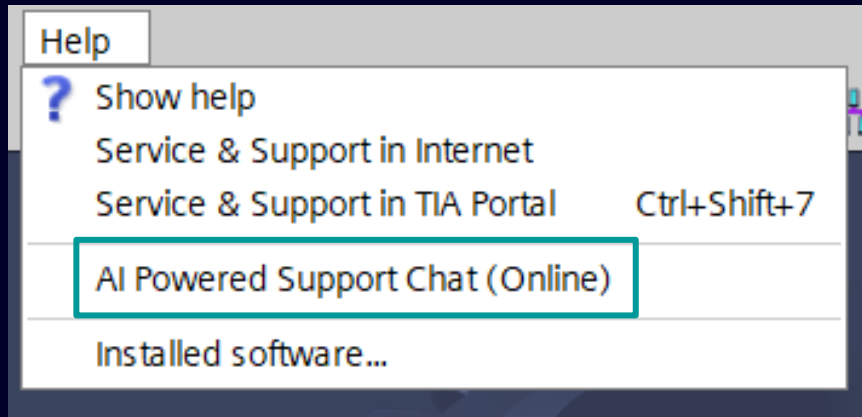 Help
? Show help
Service & Support in Internet
Service & Support in TIA Portal Ctrl+Shift+7
AI Powered Support Chat (Online)
Installed software...